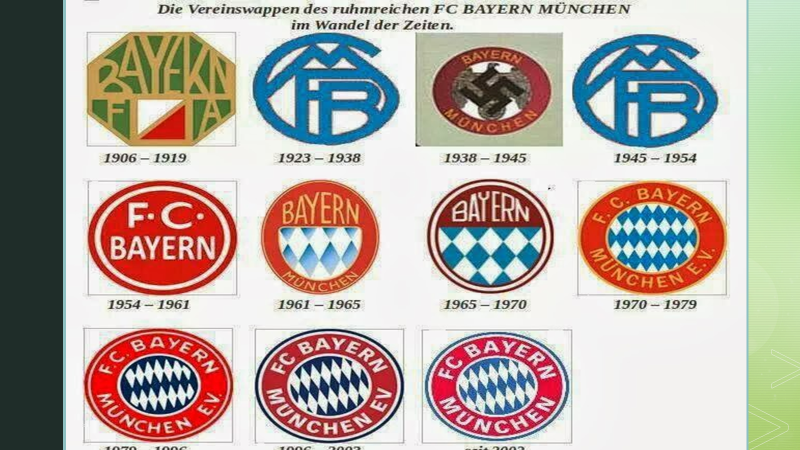 Die Vereinswappen des ruhmreichen FC BAYERN MÜNCHEN
im Wandel der Zeiten.
BAYERN
F A
BAYERN
MÜNCHEN
1906 – 1919 1923 – 1938 1938 – 1945 1945 – 1954
F·C·
BAYERN
BAYERN
MÜNCHEN
BAYERN
F. C. BAYERN
MÜNCHEN E.V.
1954 – 1961 1961 – 1965 1965 – 1970 1970 – 1979
F.C. BAYERN
MÜNCHEN E.V.
FC BAYERN
MÜNCHEN EV
FC BAYERN
MÜNCHEN